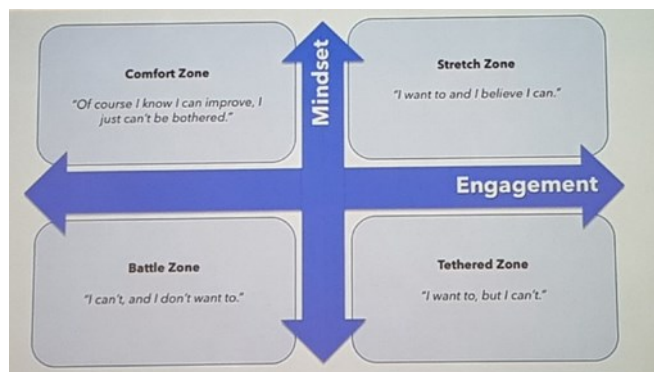 Comfort Zone
"Of course I know I can improve, I
just can't be bothered."
Mindset
Stretch Zone
"I want to and I believe I can."
Engagement
Battle Zone
"I can't, and I don't want to."
Tethered Zone
"I want to, but I can't."